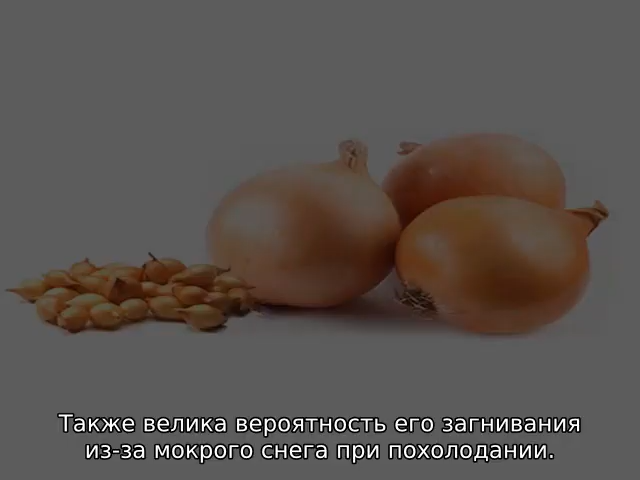 Также велика вероятность его загнивания
из-за мокрого снега при похолодании.